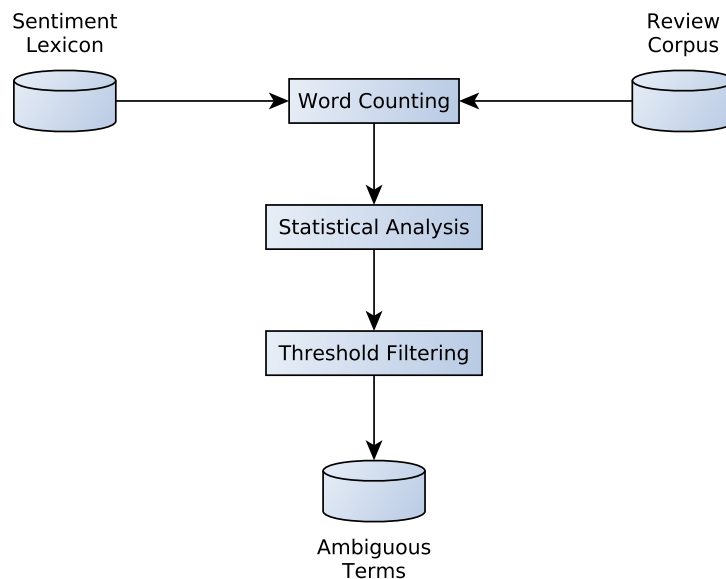 Sentiment
Lexicon
Review
Corpus
Word Counting
Statistical Analysis
Threshold Filtering
Ambiguous
Terms